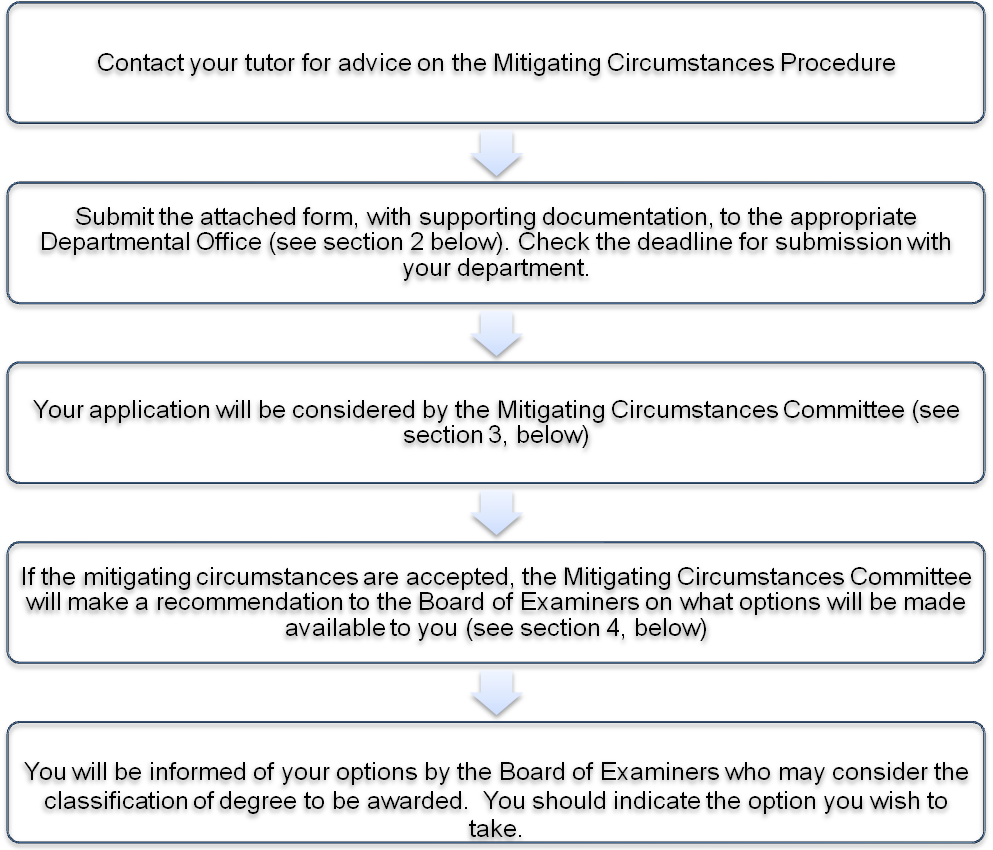 Contact your tutor for advice on the Mitigating Circumstances Procedure
Submit the attached form, with supporting documentation, to the appropriate
Departmental Office (see section 2 below). Check the deadline for submission with
your department.
Your application will be considered by the Mitigating Circumstances Committee (see
section 3, below)
If the mitigating circumstances are accepted, the Mitigating Circumstances Committee
will make a recommendation to the Board of Examiners on what options will be made
available to you (see section 4, below)
You will be informed of your options by the Board of Examiners who may consider the
classification of degree to be awarded.  You should indicate the option you wish to
take.